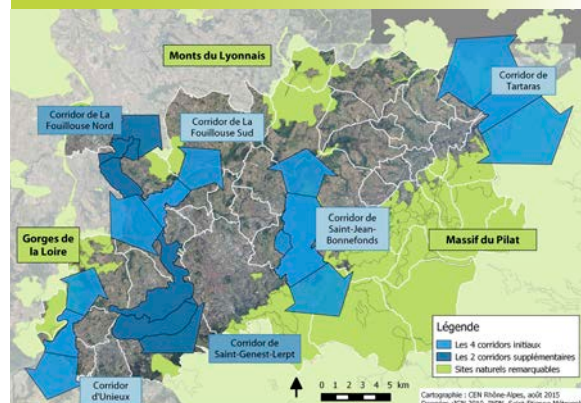 Monts du Lyonnais
Corridor de
Tartaras
Corridor de La
Fouillouse Nord
Corridor de La
Fouillouse Sud
Gorges de
la Loire
Corridor de
Saint-Jean-
Bonnefonds
Massif du Pilat
Corridor de
Saint-Genest-Lerpt
Corridor
d'Unieux
Légende
Les 4 corridors initiaux
Les 2 corridors supplémentaires
Sites naturels remarquables
0 1 2 3 4 5 km
Cartographie : CEN Rhône-Alpes, août 2015